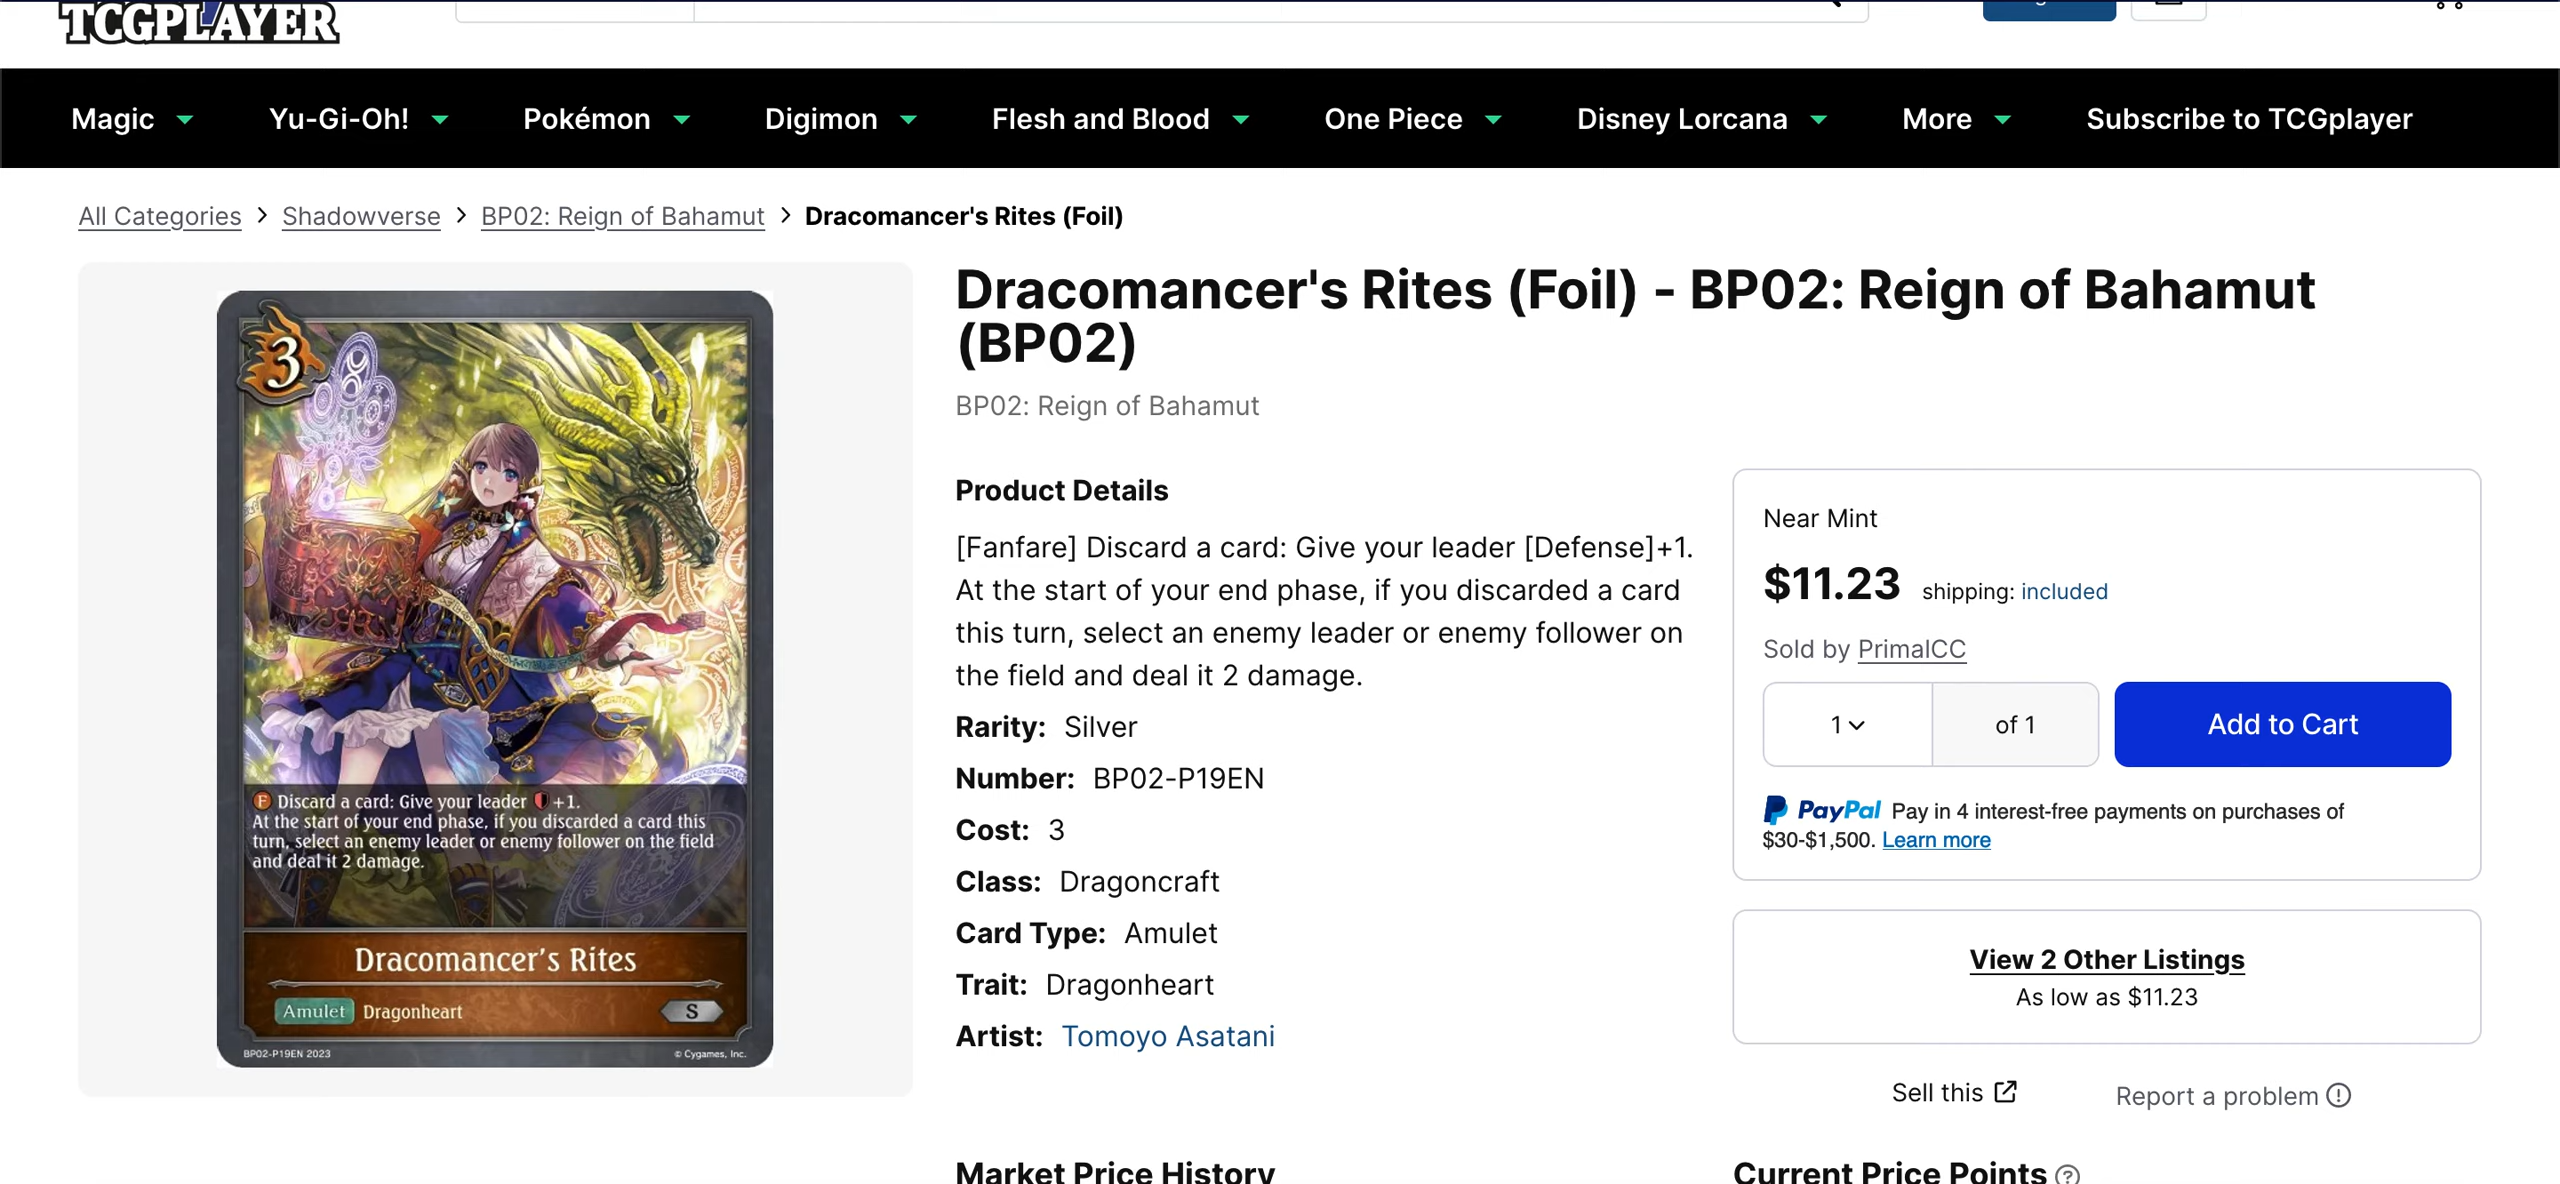 TCGPLAYER
Magic Yu-Gi-Oh! Pokémon Digimon Flesh and Blood One Piece Disney Lorcana More Subscribe to TCGplayer
All Categories > Shadowverse > BP02: Reign of Bahamut > Dracomancer's Rites (Foil)
3
F Discard a card: Give your leader +1.
At the start of your end phase, if you discarded a card this
turn, select an enemy leader or enemy follower on the field
and deal it 2 damage.
Dracomancer's Rites
Amulet Dragonheart S
BP02-P19EN 2023 © Cygames, Inc.
Dracomancer's Rites (Foil) - BP02: Reign of Bahamut
(BP02)
BP02: Reign of Bahamut
Product Details
[Fanfare] Discard a card: Give your leader [Defense]+1.
At the start of your end phase, if you discarded a card
this turn, select an enemy leader or enemy follower on
the field and deal it 2 damage.
Rarity: Silver
Number: BP02-P19EN
Cost: 3
Class: Dragoncraft
Card Type: Amulet
Trait: Dragonheart
Artist: Tomoyo Asatani
Near Mint
$11.23 shipping: included
Sold by PrimalCC
1 of 1 Add to Cart
PayPal Pay in 4 interest-free payments on purchases of
$30-$1,500. Learn more
View 2 Other Listings
As low as $11.23
Sell this Report a problem
Market Price History
Current Price Points